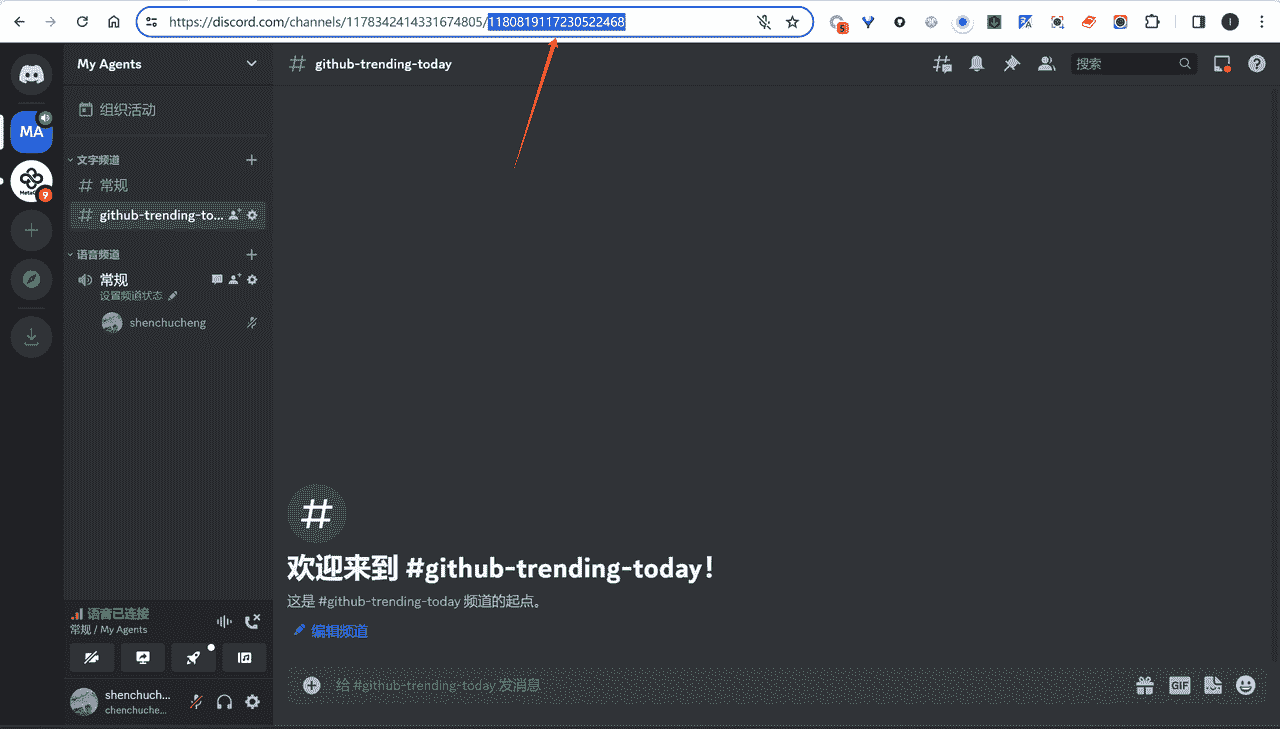 https://discord.com/channels/1178342414331674805/1180819117230522468
5
My Agents
github-trending-today
搜索
组织活动
MA
文字频道
常规
9
github-trending-to...
语音频道
常规
设置频道状态
shenchucheng
欢迎来到 #github-trending-today!
这是 #github-trending-today 频道的起点。
编辑频道
语音已连接
常规 / My Agents
给 #github-trending-today 发消息
GIF
shenchuch...
chenchuche...